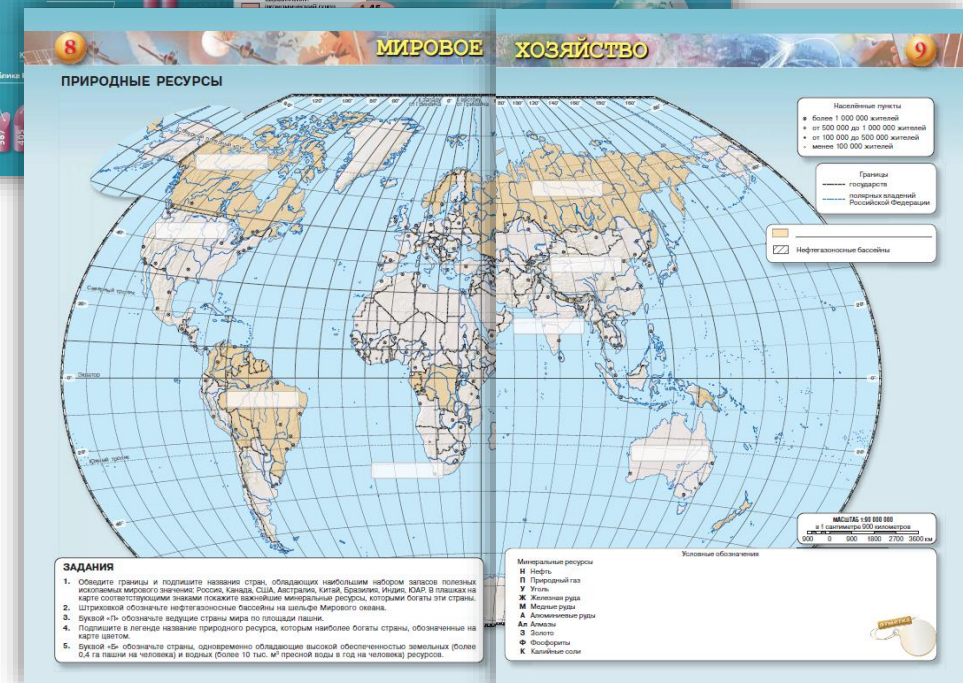 8
МИРОВОЕ ХОЗЯЙСТВО
9
ПРИРОДНЫЕ РЕСУРСЫ
Населённые пункты
более 1 000 000 жителей
от 500 000 до 1 000 000 жителей
от 100 000 до 500 000 жителей
менее 100 000 жителей
Границы
государств
полярных владений
Российской Федерации
Нефтегазоносные бассейны
Северный тропик
Экватор
Южный тропик
МАСШТАБ 1:90 000 000
в 1 сантиметре 900 километров
900 0 900 1800 2700 3600 км
ЗАДАНИЯ
1. Обведите границы и подпишите названия стран, обладающих наибольшим набором запасов полезных
ископаемых мирового значения: Россия, Канада, США, Австралия, Китай, Бразилия, Индия, ЮАР. В плашках на
карте соответствующими знаками покажите важнейшие минеральные ресурсы, которыми богаты эти страны.
2. Штриховкой обозначьте нефтегазоносные бассейны на шельфе Мирового океана.
3. Буквой «П» обозначьте ведущие страны мира по площади пашни.
4. Подпишите в легенде название природного ресурса, которым наиболее богаты страны, обозначенные на
карте цветом.
5. Буквой «Б» обозначьте страны, одновременно обладающие высокой обеспеченностью земельных (более
0,4 га пашни на человека) и водных (более 10 тыс. м³ пресной воды в год на человека) ресурсов.
Условные обозначения
Минеральные ресурсы
Н Нефть
П Природный газ
У Уголь
Ж Железная руда
М Медные руды
А Алюминиевые руды
Ал Алмазы
З Золото
Ф Фосфориты
К Калийные соли
ОТМЕТКА